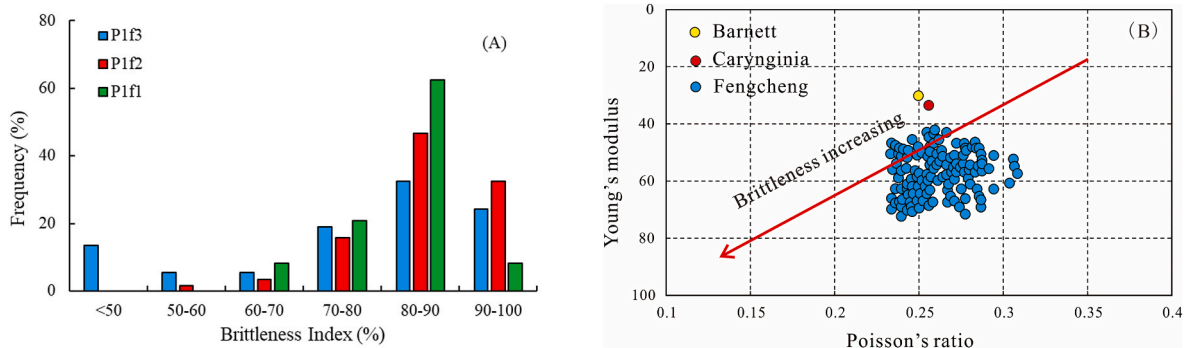 80
60
40
20
0
Frequency (%)
P1f3
P1f2
P1f1
(A)
<50
50-60
60-70
70-80
80-90
90-100
Brittleness Index (%)
0
20
40
60
80
100
Young's modulus
Barnett
Carynginia
Fengcheng
(B)
Brittleness increasing
0.1
0.15
0.2
0.25
0.3
0.35
0.4
Poisson's ratio